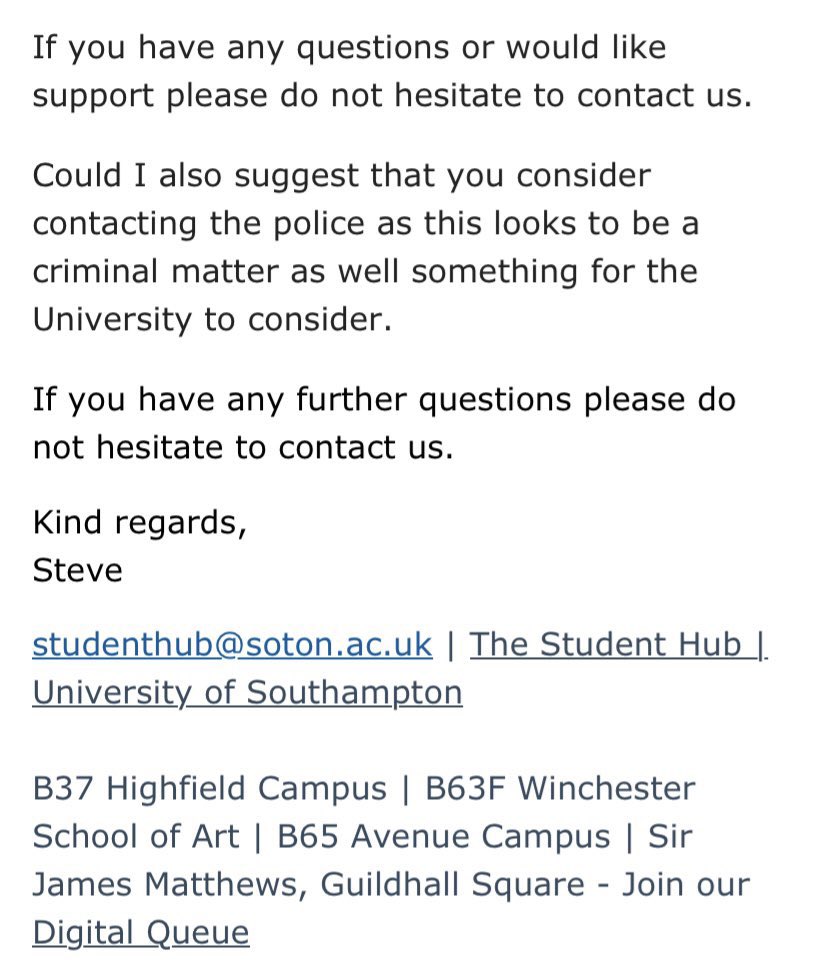 If you have any questions or would like
support please do not hesitate to contact us.
Could I also suggest that you consider
contacting the police as this looks to be a
criminal matter as well something for the
University to consider.
If you have any further questions please do
not hesitate to contact us.
Kind regards,
Steve
studenthub@soton.ac.uk | The Student Hub |
University of Southampton
B37 Highfield Campus | B63F Winchester
School of Art | B65 Avenue Campus | Sir
James Matthews, Guildhall Square - Join our
Digital Queue